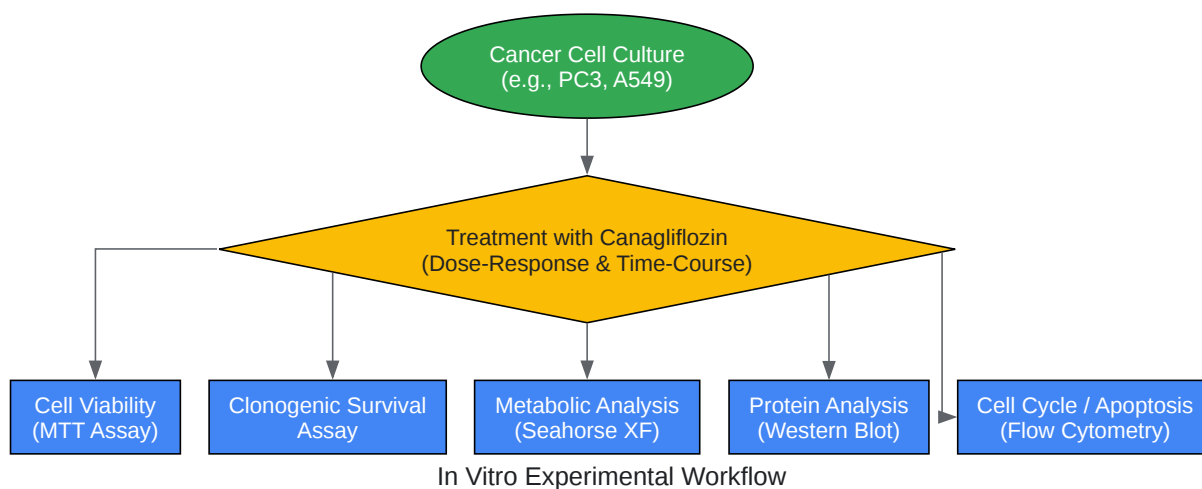 Cancer Cell Culture
(e.g., PC3, A549)
Treatment with Canagliflozin
(Dose-Response & Time-Course)
Cell Viability
(MTT Assay)
Clonogenic Survival
Assay
Metabolic Analysis
(Seahorse XF)
Protein Analysis
(Western Blot)
Cell Cycle / Apoptosis
(Flow Cytometry)
In Vitro Experimental Workflow